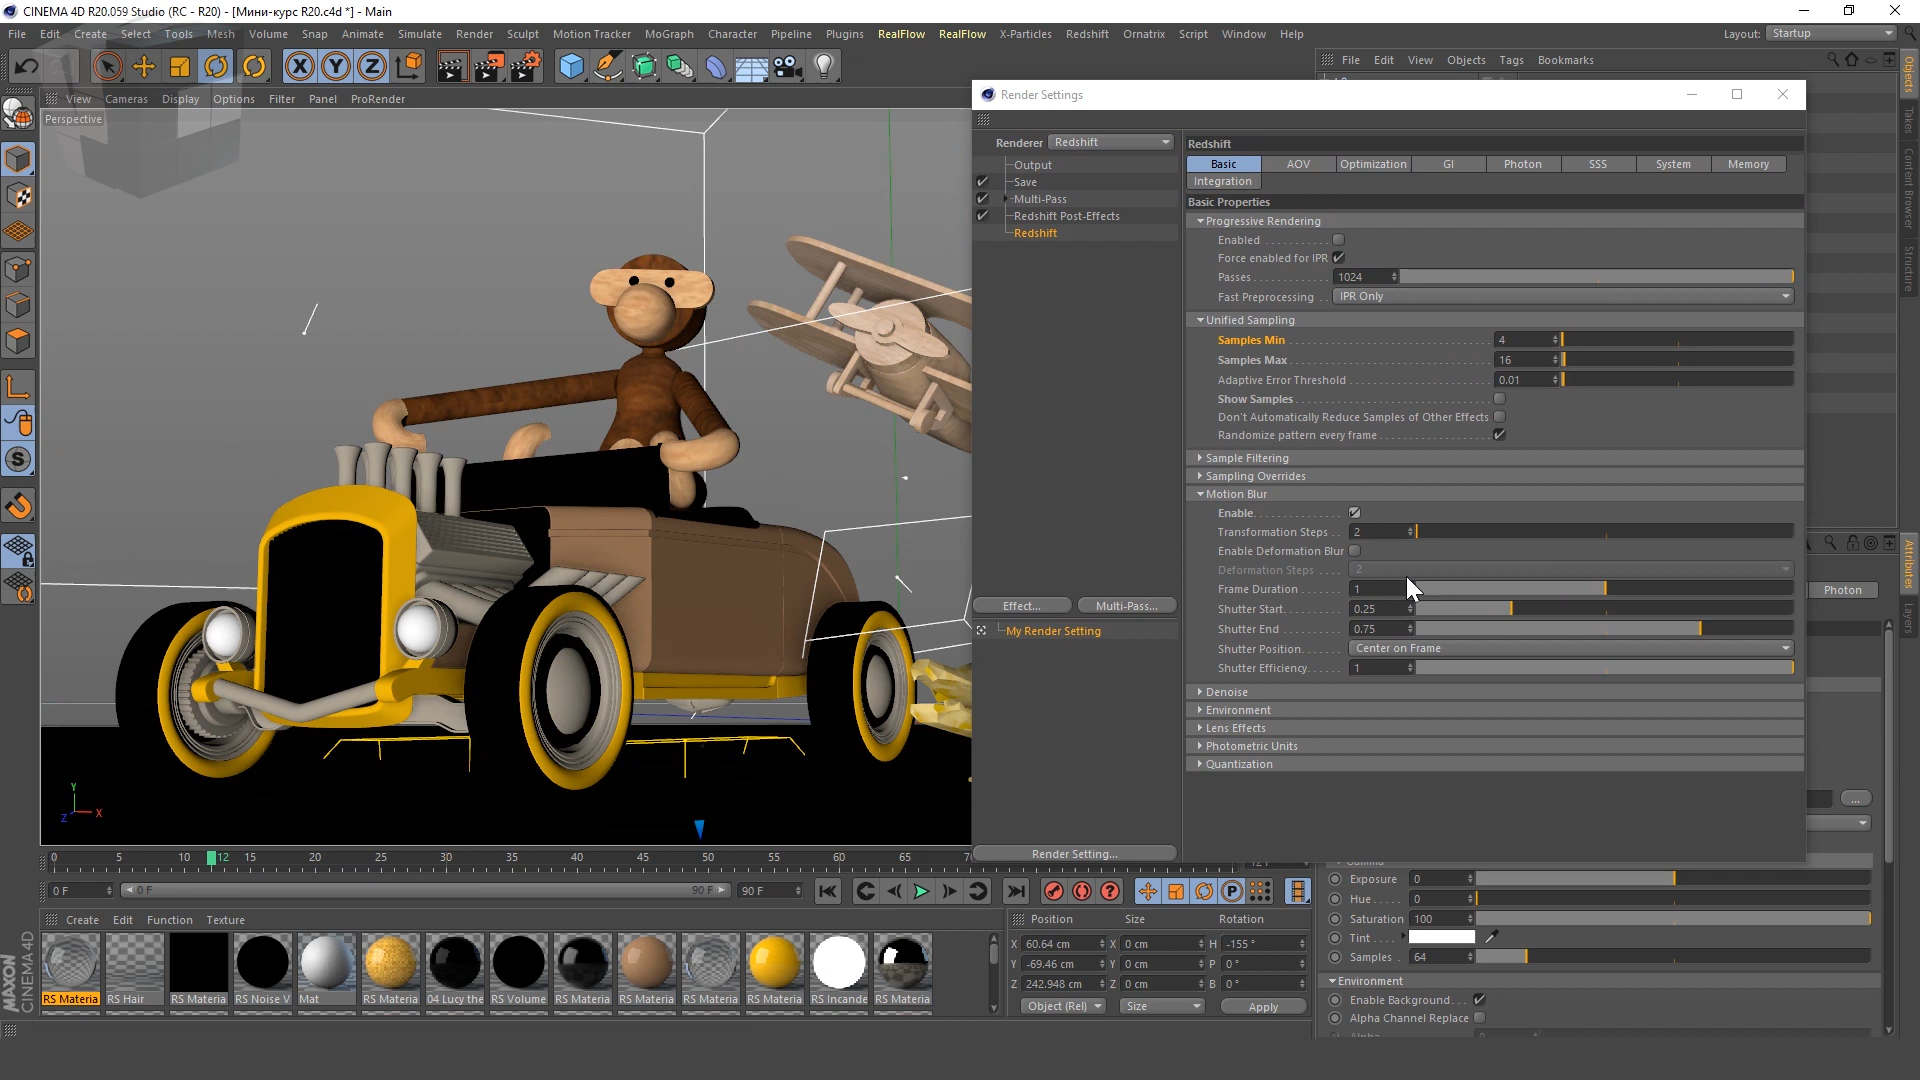 CINEMA 4D R20.059 Studio (RC - R20) - [Мини-курс R20.c4d *] - Main
File Edit Create Select Tools Mesh Volume Snap Animate Simulate Render Sculpt Motion Tracker MoGraph Character Pipeline Plugins RealFlow RealFlow X-Particles Redshift Ornatrix Script Window Help
Layout: Startup
File Edit View Objects Tags Bookmarks
View Cameras Display Options Filter Panel ProRender
Perspective
Render Settings
Renderer Redshift
Output
Save
Multi-Pass
Redshift Post-Effects
Redshift
Effect... Multi-Pass...
My Render Setting
Render Setting...
Redshift
Basic AOV Optimization GI Photon SSS System Memory
Integration
Basic Properties
Progressive Rendering
Enabled
Force enabled for IPR
Passes 1024
Fast Preprocessing IPR Only
Unified Sampling
Samples Min 4
Samples Max 16
Adaptive Error Threshold 0.01
Show Samples
Don't Automatically Reduce Samples of Other Effects
Randomize pattern every frame
Sample Filtering
Sampling Overrides
Motion Blur
Enable
Transformation Steps 2
Enable Deformation Blur
Deformation Steps 2
Frame Duration 1
Shutter Start 0.25
Shutter End 0.75
Shutter Position Center on Frame
Shutter Efficiency 1
Denoise
Environment
Lens Effects
Photometric Units
Quantization
Objects
Takes
Content Browser
Structure
Attributes
Layers
Photon
...
X
Y
Z
Y
Z X
S
P
0 5 10 12 15 20 25 30 35 40 45 50 55 60 65
0 F 0 F 90 F 90 F
Create Edit Function Texture
RS Materia RS Hair RS Materia RS Noise V Mat RS Materia 04 Lucy the RS Volume RS Materia RS Materia RS Materia RS Materia RS Incande RS Materia
MAXON
CINEMA 4D
Position Size Rotation
X 60.64 cm X 0 cm H -155 °
Y -69.46 cm Y 0 cm P 0 °
Z 242.948 cm Z 0 cm B 0 °
Object (Rel) Size Apply
Exposure 0
Hue 0
Saturation 100
Tint
Samples 64
Environment
Enable Background
Alpha Channel Replace